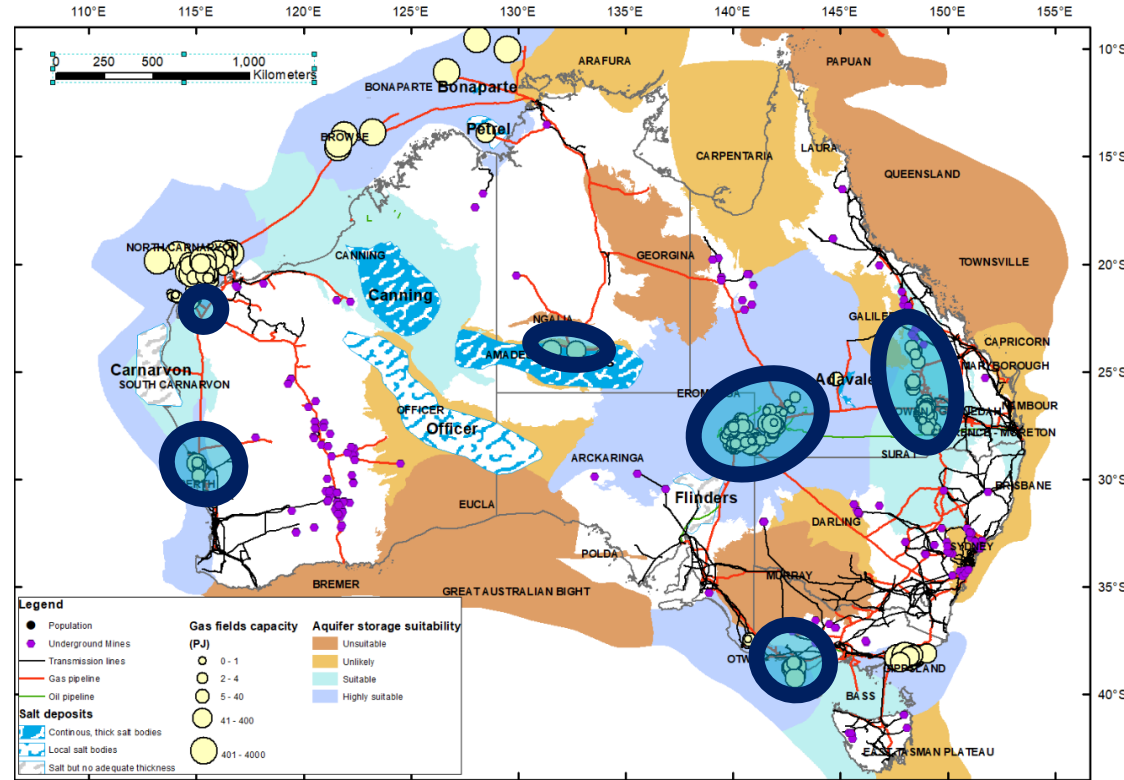 110°E 115°E 120°E 125°E 130°E 135°E 140°E 145°E 150°E 155°E
0 250 500 1,000
Kilometers
10°S
ARAFURA
PAPUAN
BONAPARTE
Bonaparte
BROWSE
Petrel
LAURA
CARPENTARIA
15°S
QUEENSLAND
NORTH CARNARVON
CANNING
GEORGINA
TOWNSVILLE
20°S
Canning
NGALIA
GALILEE
CAPRICORN
Carnarvon
SOUTH CARNARVON
MARYBOROUGH
25°S
Adavale
OFFICER
Officer
NAMBOUR
SURAT
ARCKARINGA
BRISBANE
30°S
Flinders
EUCLA
DARLING
POLDA
SYDNEY
MURRAY
BREMER
GREAT AUSTRALIAN BIGHT
35°S
GIPPSLAND
BASS
40°S
EAST TASMAN PLATEAU
Legend
Population
Underground Mines
Transmission lines
Gas pipeline
Oil pipeline
Salt deposits
Continous, thick salt bodies
Local salt bodies
Salt but no adequate thickness
Gas fields capacity
(PJ)
0 - 1
2 - 4
5 - 40
41 - 400
401 - 4000
Aquifer storage suitability
Unsuitable
Unlikely
Suitable
Highly suitable